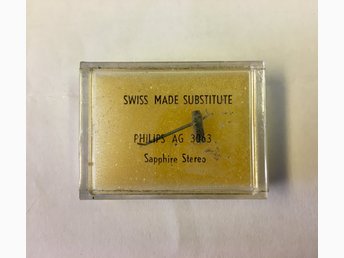 SWISS MADE SUBSTITUTE
PHILIPS AG 3063
Sapphire Stereo